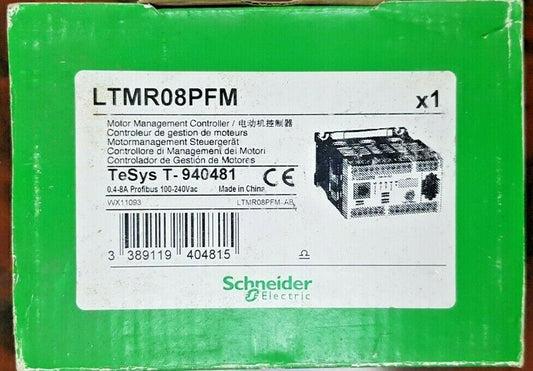 LTMR08PFM x1
Motor Management Controller / 电动机控制器
Controleur de gestion de moteurs
Motormanagement Steuergerät
Controllore di Management dei Motori
Controlador de Gestión de Motores
TeSys T- 940481 CE
0.4-8A Profibus 100-240Vac Made in China
WX11093 LTMR08PFM-AB
3 389119 404815
Schneider
Electric